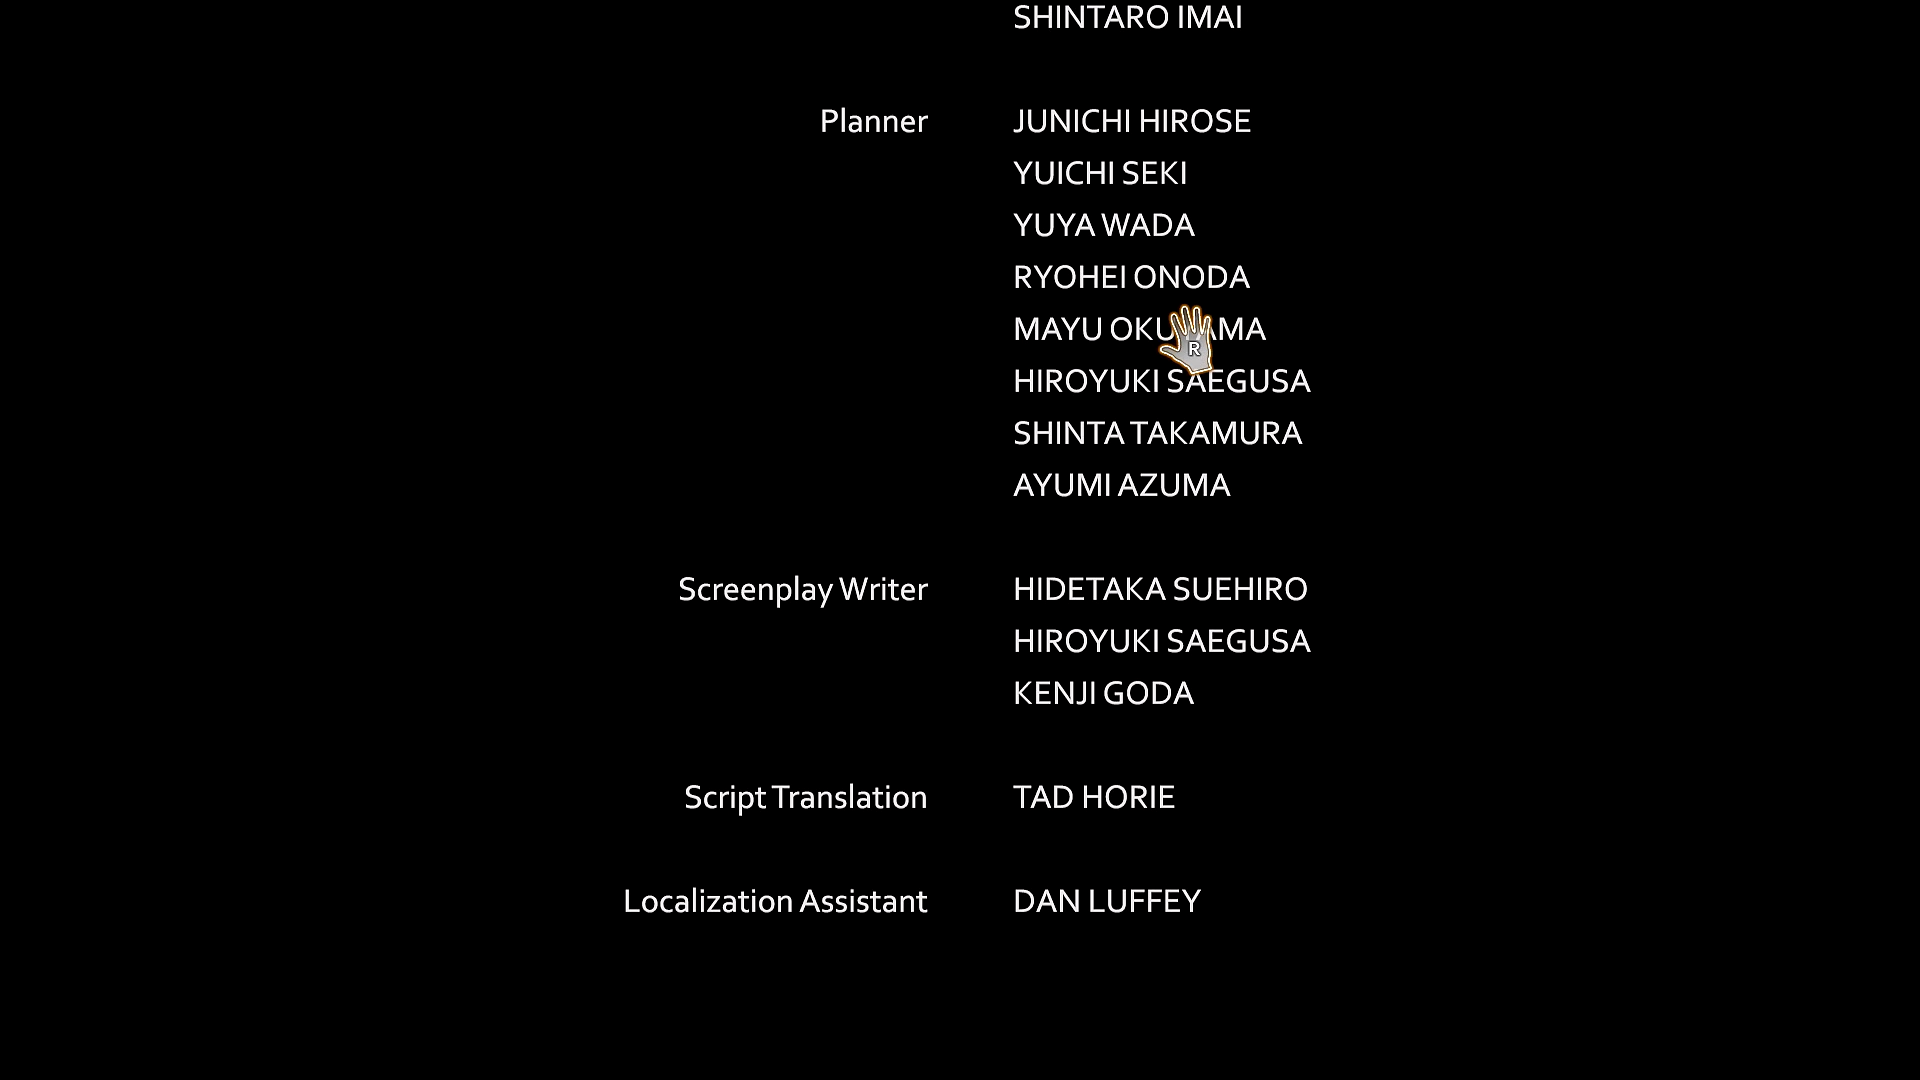 SHINTARO IMAI
Planner JUNICHI HIROSE
YUICHI SEKI
YUYA WADA
RYOHEI ONODA
MAYU
R
HIROYUKI SAEGUSA
SHINTA TAKAMURA
AYUMI AZUMA
Screenplay Writer HIDETAKA SUEHIRO
HIROYUKI SAEGUSA
KENJI GODA
Script Translation TAD HORIE
Localization Assistant DAN LUFFEY